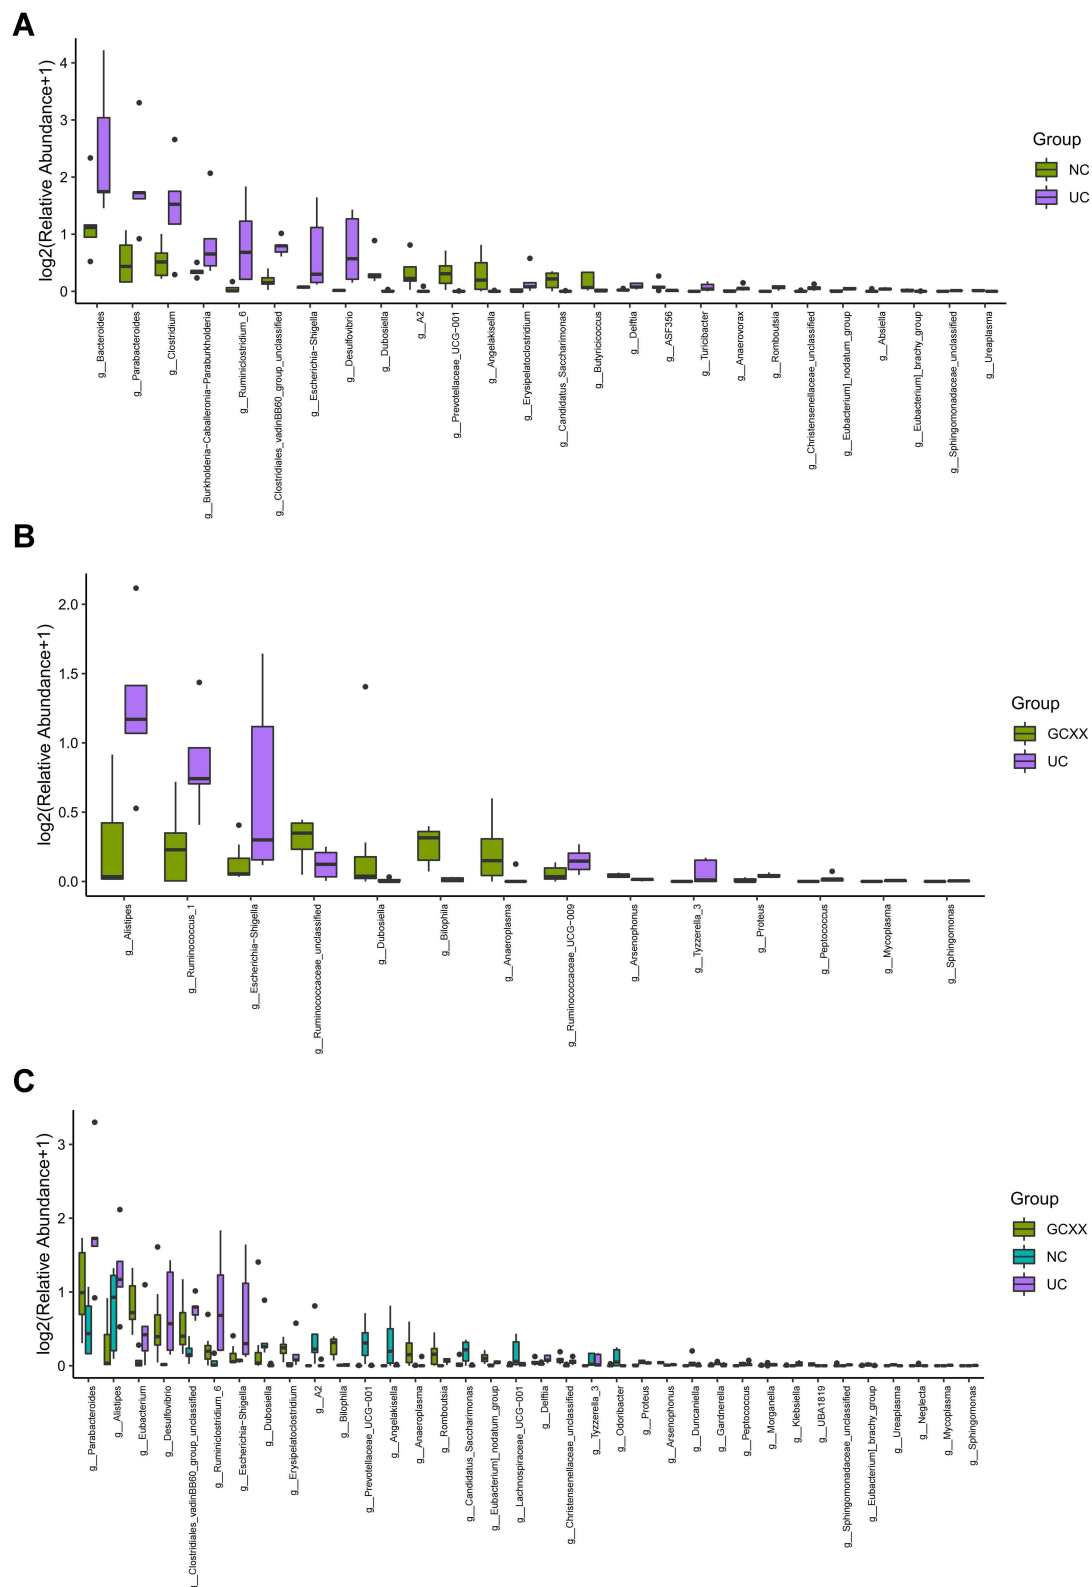 A
log2(Relative Abundance+1)
4
3
2
1
0
g__Bacteroides
g__Parabacteroides
g__Clostridium
g__Burkholderia−Caballeronia−Paraburkholderia
g__Ruminiclostridium_6
g__Clostridiales_vadinBB60_group_unclassified
g__Escherichia−Shigella
g__Desulfovibrio
g__Dubosiella
g__A2
g__Prevotellaceae_UCG−001
g__Angelakisella
g__Erysipelatoclostridium
g__Candidatus_Saccharimonas
g__Butyricicoccus
g__Delftia
g__ASF356
g__Turicibacter
g__Anaerovorax
g__Romboutsia
g__Christensenellaceae_unclassified
g__Eubacterium]_nodatum_group
g__Absiella
g__Eubacterium]_brachy_group
g__Sphingomonadaceae_unclassified
g__Ureaplasma
Group
NC
UC
B
log2(Relative Abundance+1)
2.0
1.5
1.0
0.5
0.0
g__Alistipes
g__Ruminococcus_1
g__Escherichia−Shigella
g__Ruminococcaceae_unclassified
g__Dubosiella
g__Bilophila
g__Anaeroplasma
g__Ruminococcaceae_UCG−009
g__Arsenophonus
g__Tyzzerella_3
g__Proteus
g__Peptococcus
g__Mycoplasma
g__Sphingomonas
Group
GCXX
UC
C
log2(Relative Abundance+1)
3
2
1
0
g__Parabacteroides
g__Alistipes
g__Eubacterium
g__Desulfovibrio
__Clostridiales_vadinBB60_group_unclassified
g__Ruminiclostridium_6
g__Escherichia−Shigella
g__Dubosiella
g__Erysipelatoclostridium
g__A2
g__Bilophila
g__Prevotellaceae_UCG−001
g__Angelakisella
g__Anaeroplasma
g__Romboutsia
g__Candidatus_Saccharimonas
g__Eubacterium]_nodatum_group
g__Lachnospiraceae_UCG−001
g__Delftia
g__Christensenellaceae_unclassified
g__Tyzzerella_3
g__Odoribacter
g__Proteus
g__Arsenophonus
g__Duncaniella
g__Gardnerella
g__Peptococcus
g__Morganella
g__Klebsiella
g__UBA1819
g__Sphingomonadaceae_unclassified
g__Eubacterium]_brachy_group
g__Ureaplasma
g__Neglecta
g__Mycoplasma
g__Sphingomonas
Group
GCXX
NC
UC